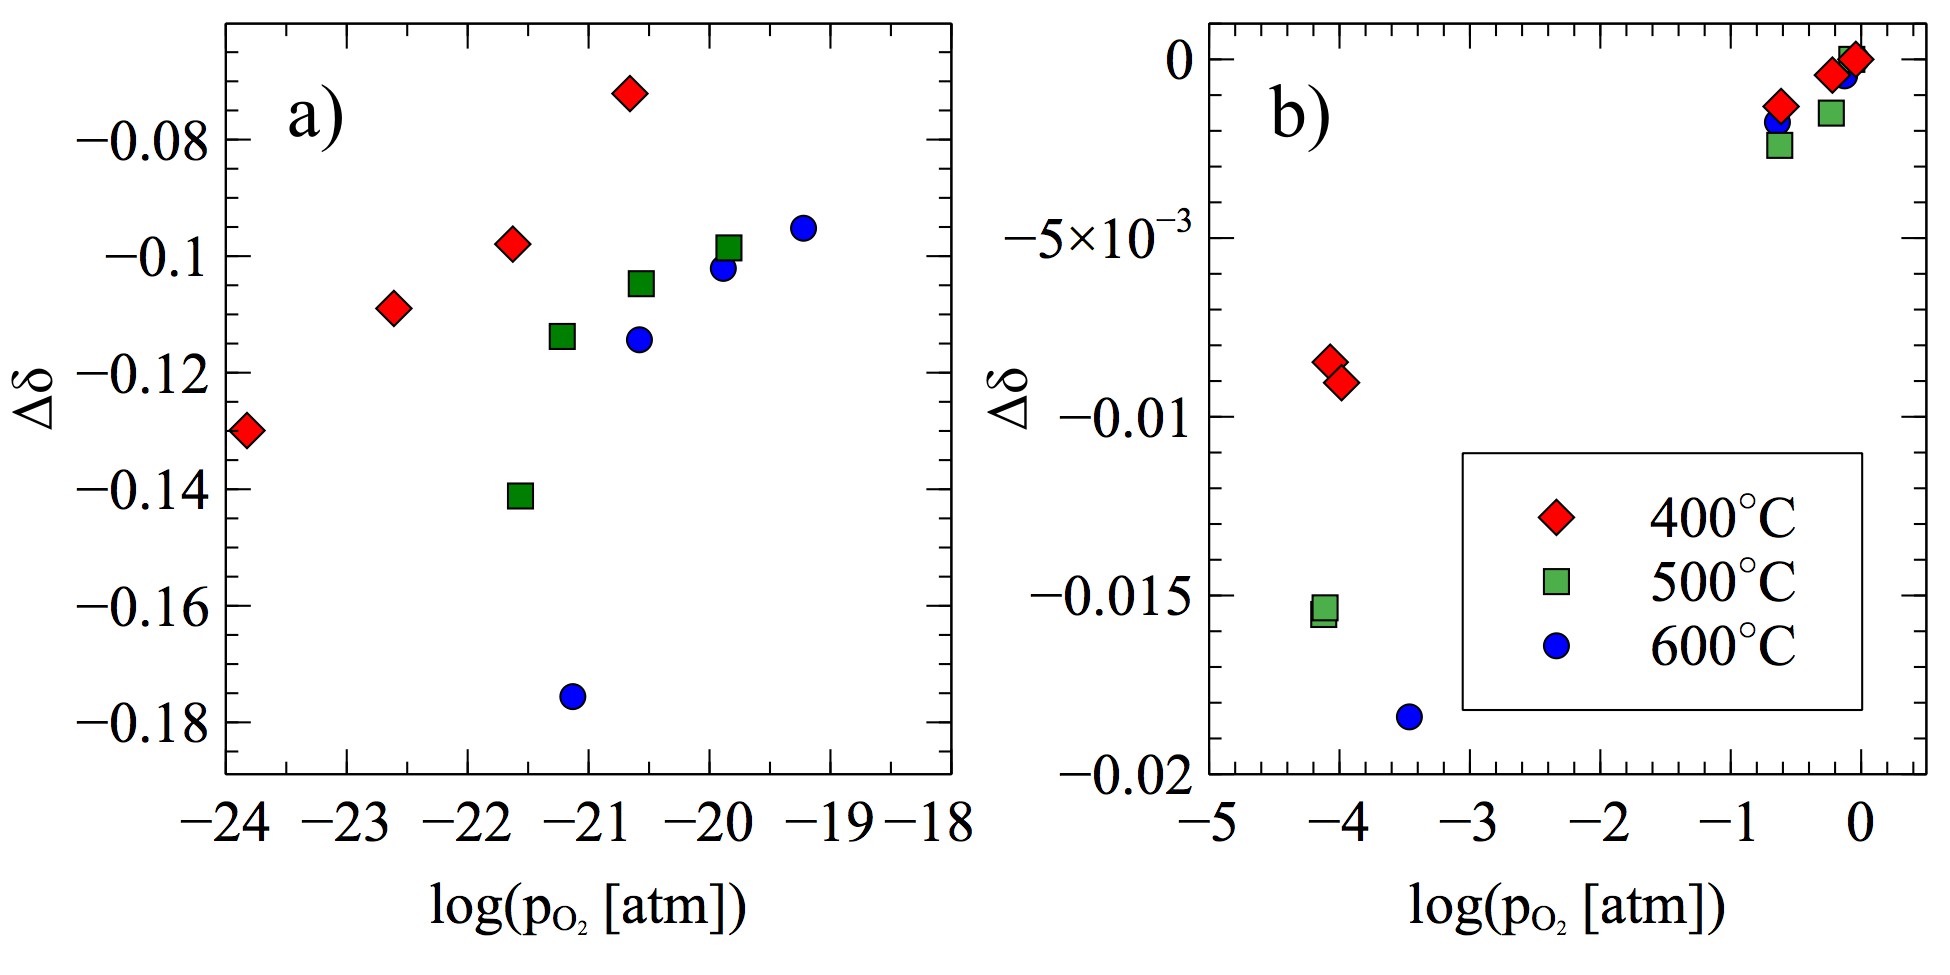 a)
−0.08
−0.1
−0.12
−0.14
−0.16
−0.18
Δδ
−24 −23 −22 −21 −20 −19 −18
log(pO₂ [atm])
b)
0
−5×10⁻³
−0.01
−0.015
−0.02
Δδ
400°C
500°C
600°C
−5 −4 −3 −2 −1 0
log(pO₂ [atm])